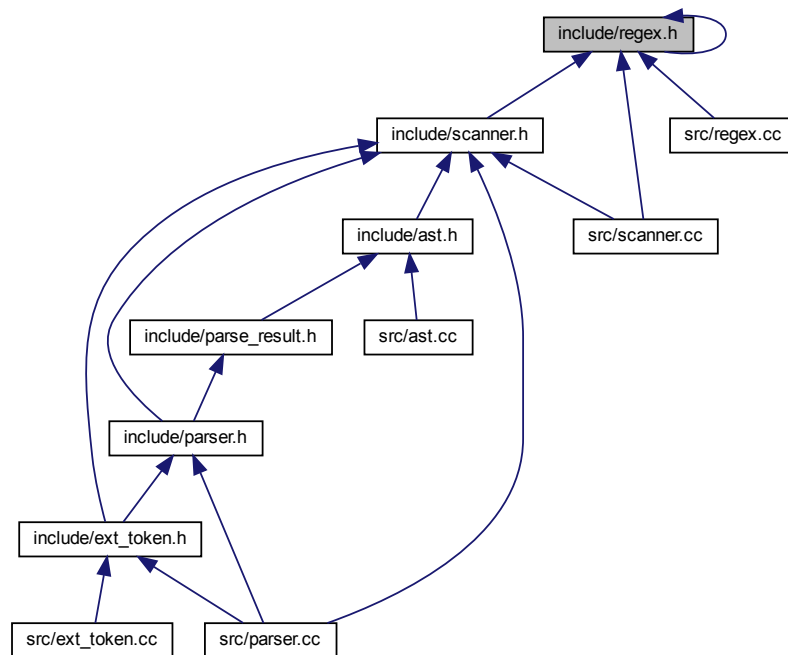 include/regex.h
include/scanner.h
src/regex.cc
include/ast.h
src/scanner.cc
include/parse_result.h
src/ast.cc
include/parser.h
include/ext_token.h
src/ext_token.cc
src/parser.cc